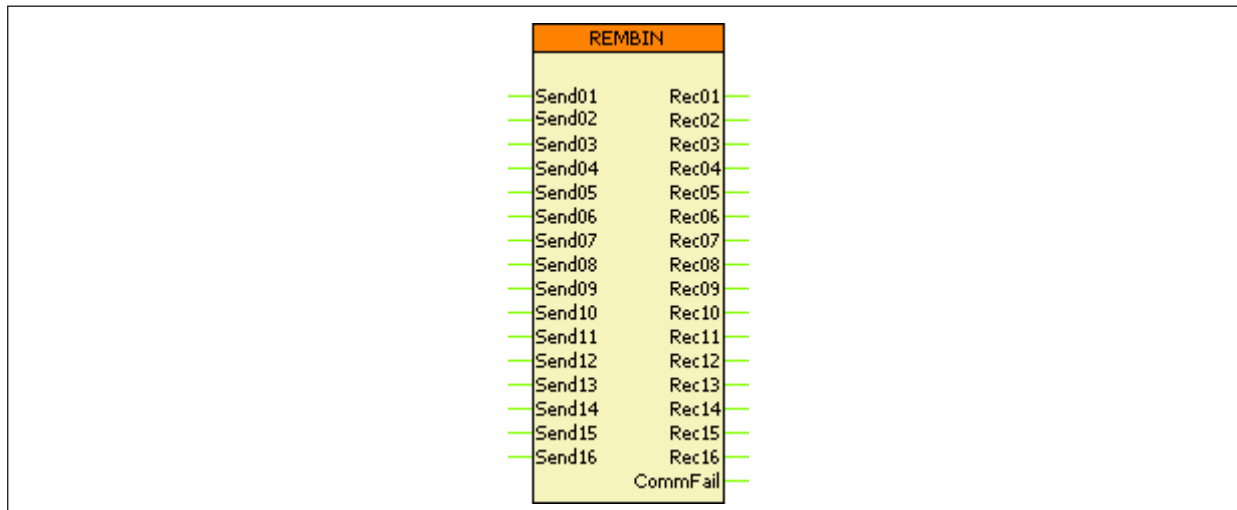 REMBIN
Send01 Rec01
Send02 Rec02
Send03 Rec03
Send04 Rec04
Send05 Rec05
Send06 Rec06
Send07 Rec07
Send08 Rec08
Send09 Rec09
Send10 Rec10
Send11 Rec11
Send12 Rec12
Send13 Rec13
Send14 Rec14
Send15 Rec15
Send16 Rec16
CommFail